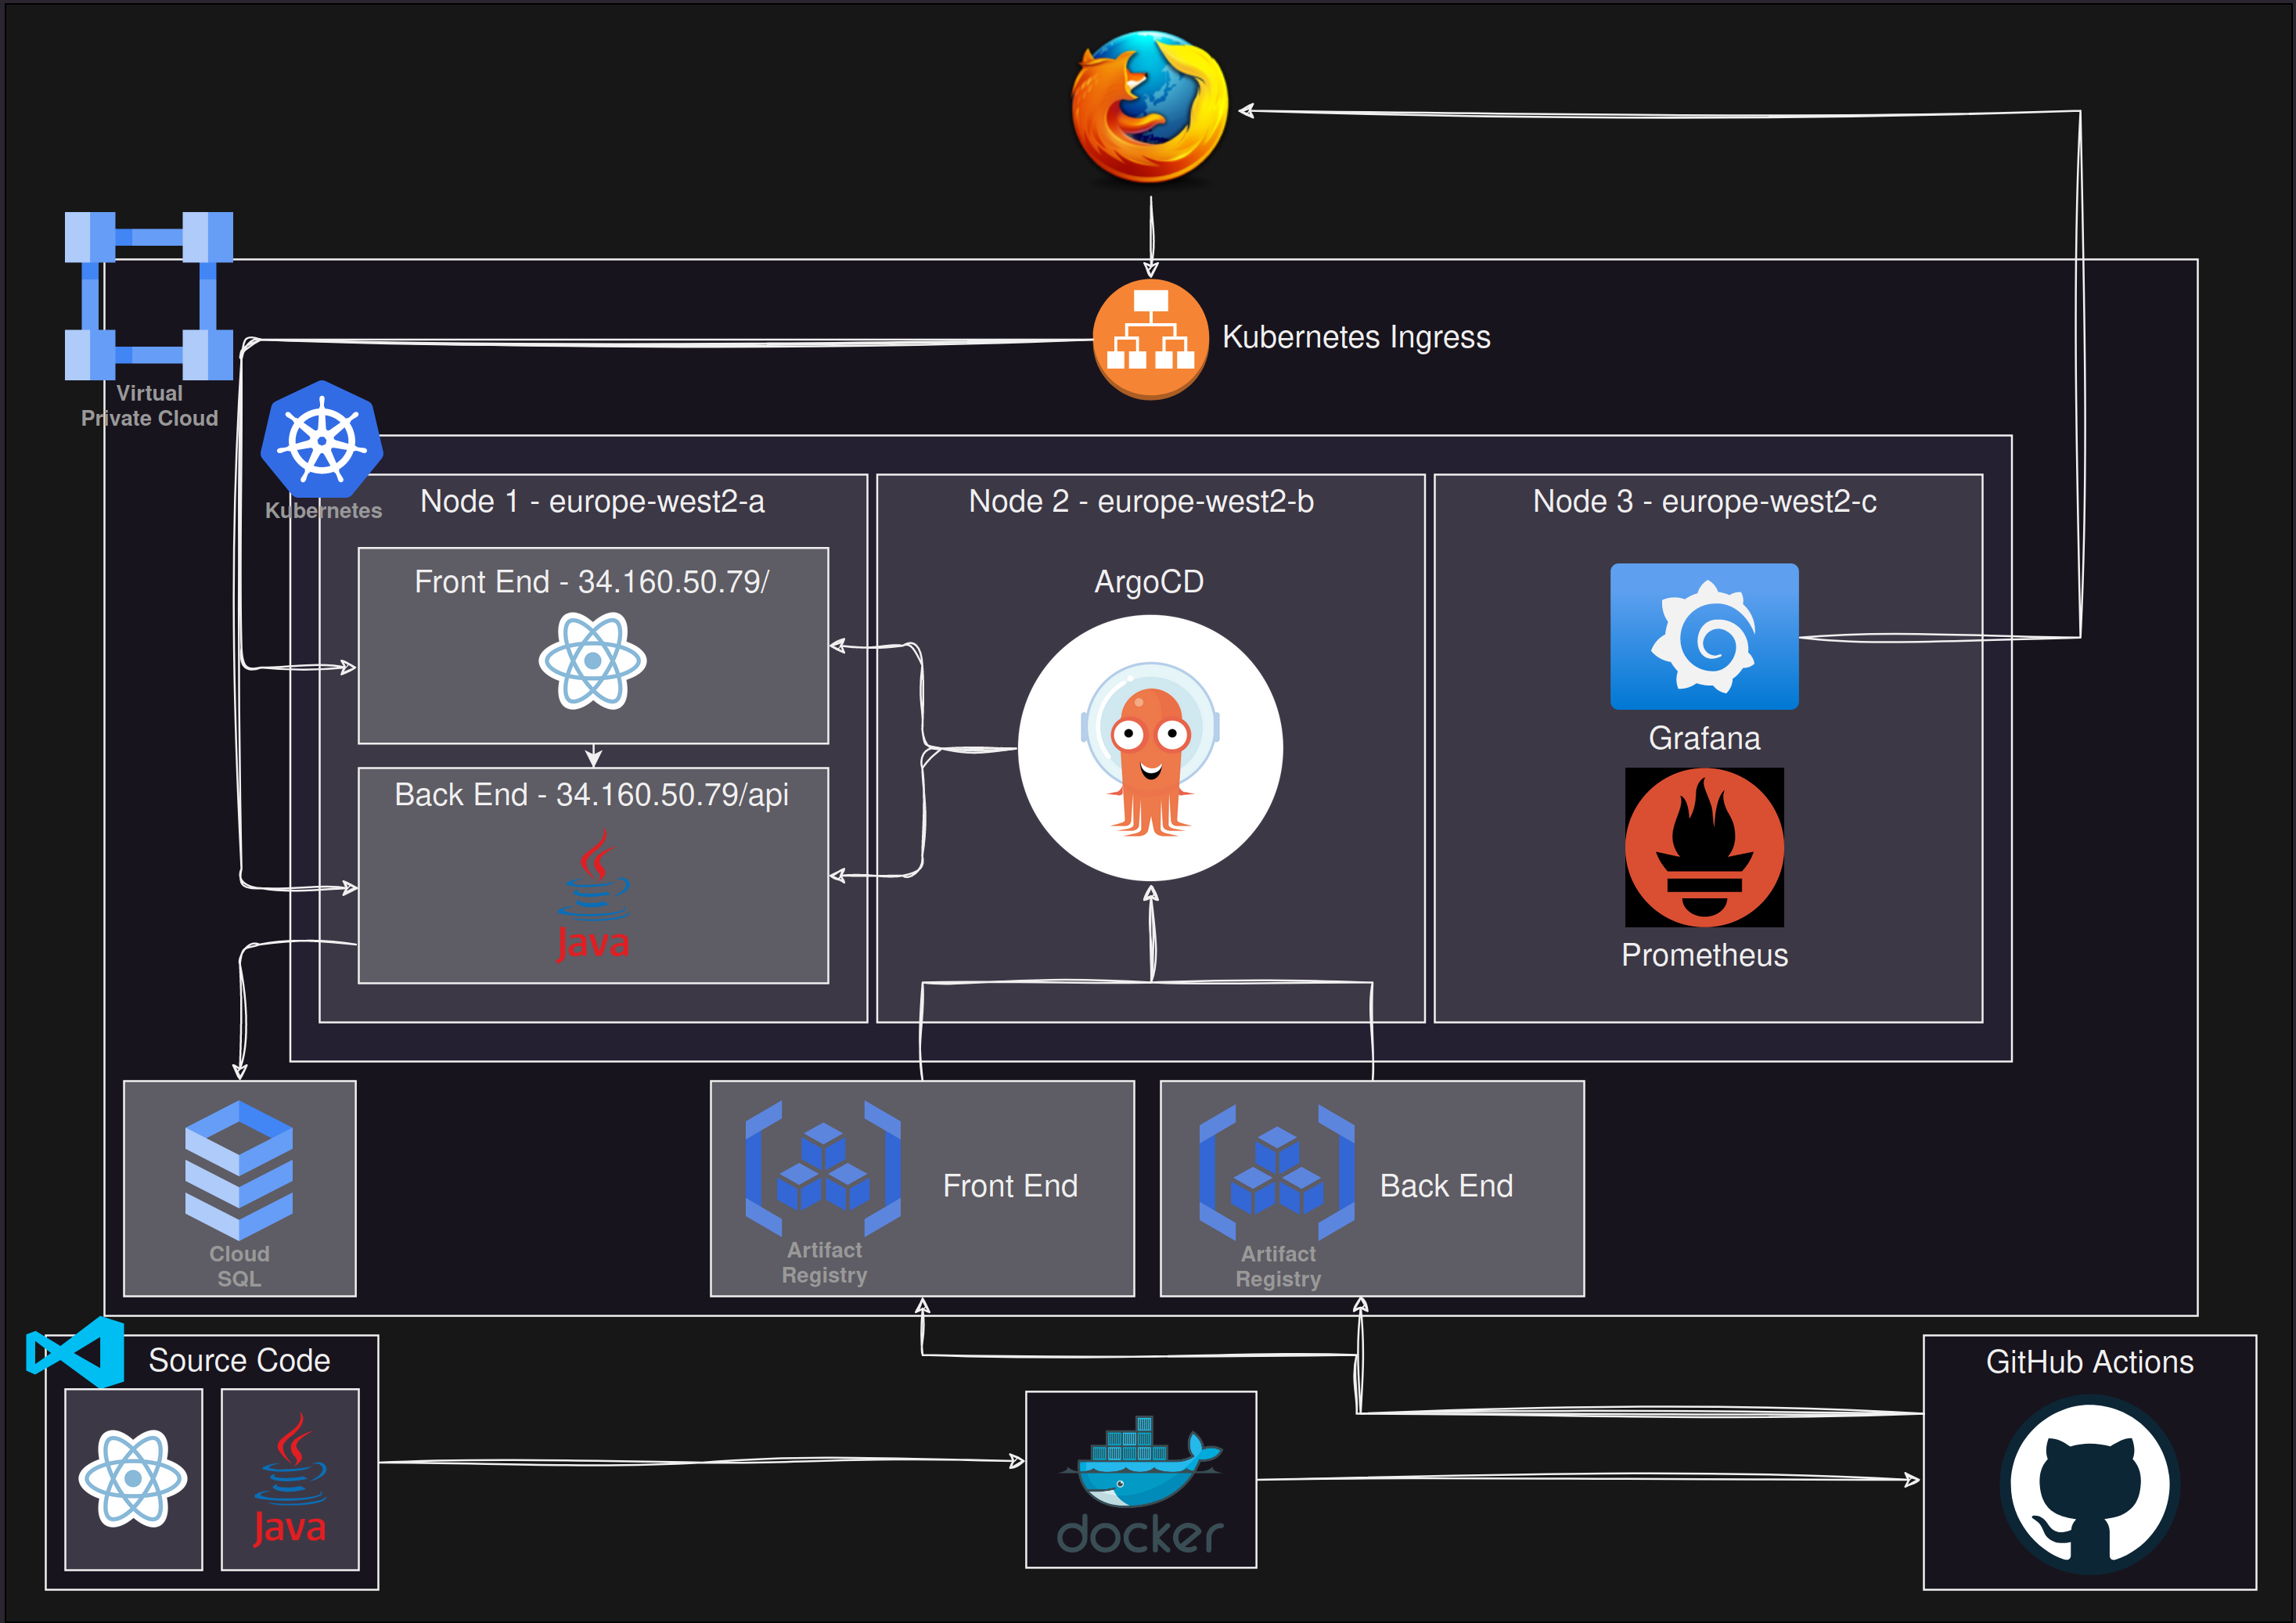 Virtual
Private Cloud
Kubernetes Ingress
Kubernetes
Node 1 - europe-west2-a
Node 2 - europe-west2-b
Node 3 - europe-west2-c
Front End - 34.160.50.79/
ArgoCD
Grafana
Back End - 34.160.50.79/api
Java
Prometheus
Cloud
SQL
Artifact
Registry
Front End
Artifact
Registry
Back End
Source Code
Java
docker
GitHub Actions